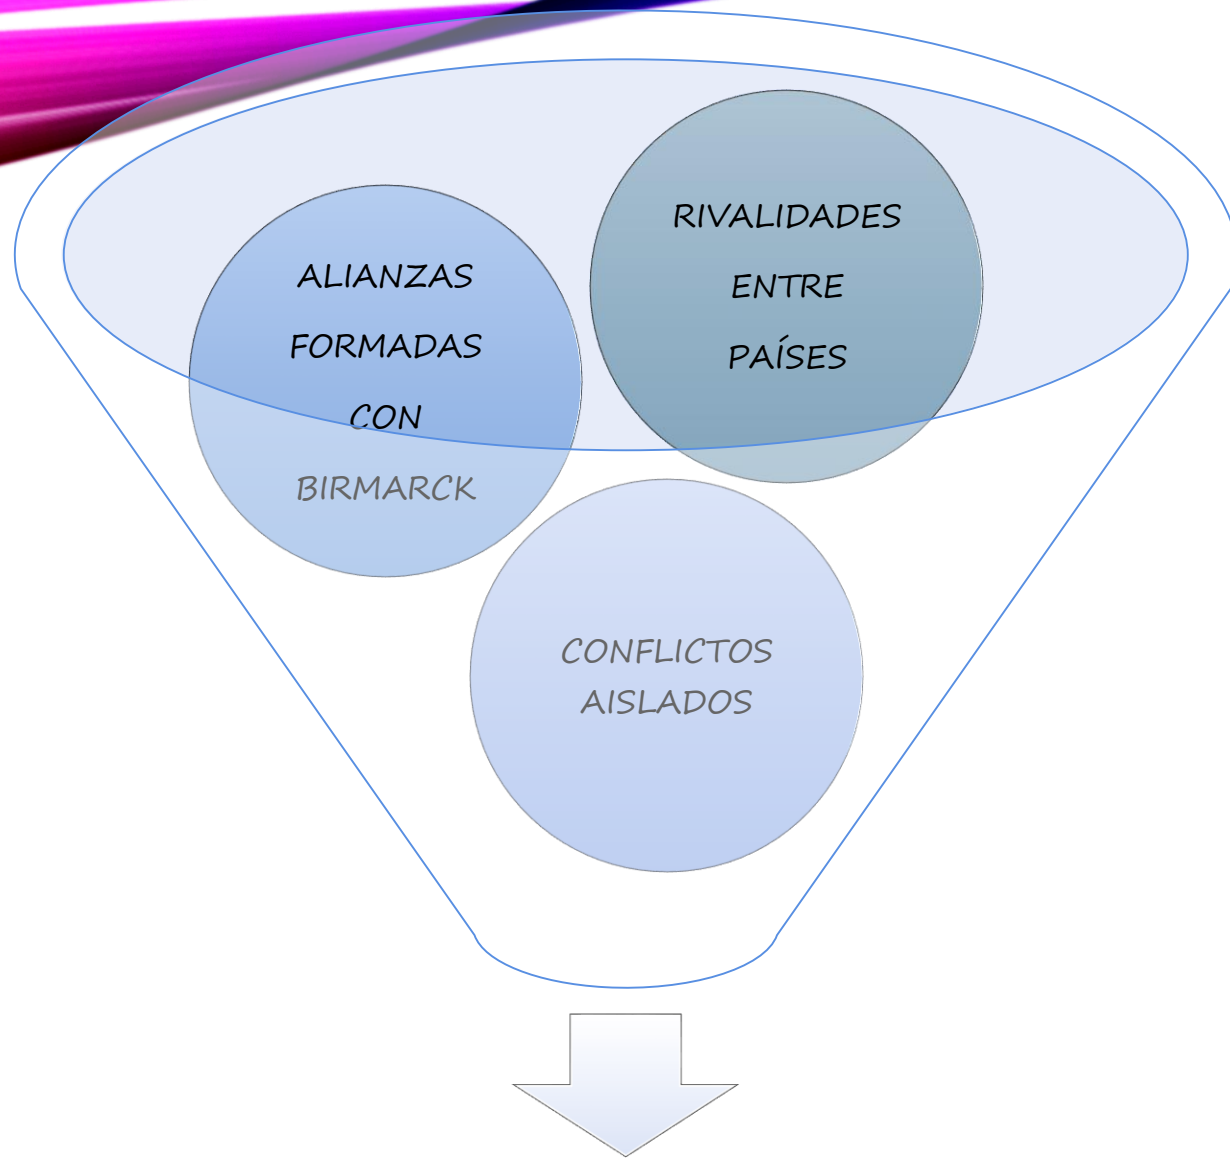 ALIANZAS
FORMADAS
CON
BIRMARCK
RIVALIDADES
ENTRE
PAÍSES
CONFLICTOS
AISLADOS